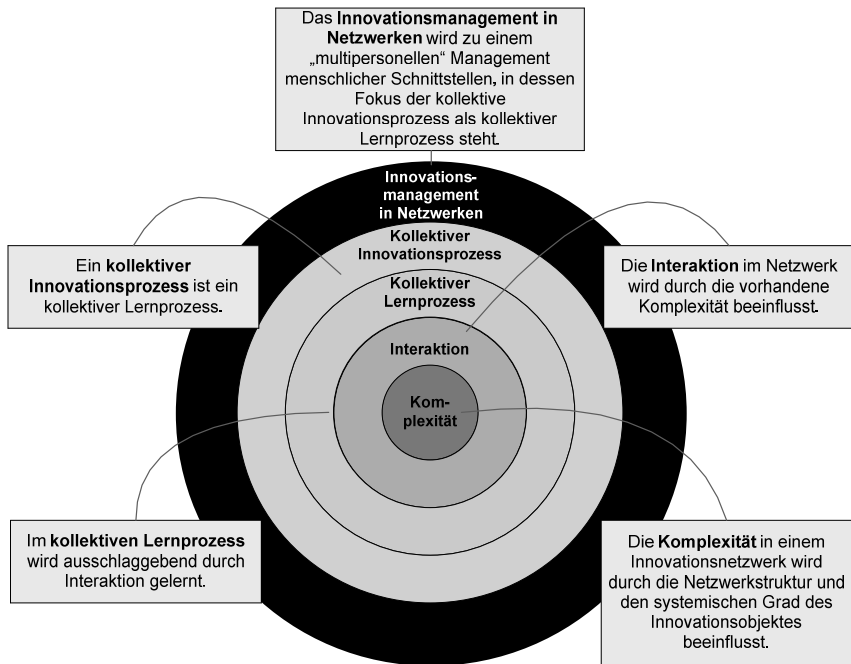 Das Innovationsmanagement in
Netzwerken wird zu einem
„multipersonellen“ Management
menschlicher Schnittstellen, in dessen
Fokus der kollektive
Innovationsprozess als kollektiver
Lernprozess steht.
Innovations-
management
in Netzwerken
Kollektiver
Innovationsprozess
Kollektiver
Lernprozess
Interaktion
Kom-
plexität
Ein kollektiver
Innovationsprozess ist ein
kollektiver Lernprozess.
Die Interaktion im Netzwerk
wird durch die vorhandene
Komplexität beeinflusst.
Im kollektiven Lernprozess
wird ausschlaggebend durch
Interaktion gelernt.
Die Komplexität in einem
Innovationsnetzwerk wird
durch die Netzwerkstruktur und
den systemischen Grad des
Innovationsobjektes
beeinflusst.